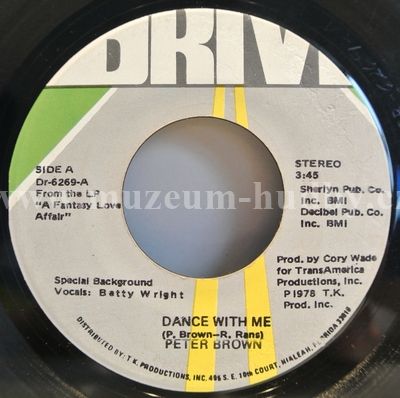 DRIVE
SIDE A
Dr-6269-A
From the LP
"A Fantasy Love
Affair"
STEREO
3:45
Sherlyn Pub. Co.
Inc. BMI
Decibel Pub. Co.
Inc. BMI
Special Background
Vocals: Batty Wright
Prod. by Cory Wade
for TransAmerica
Productions, Inc.
P1978 T.K.
Prod. Inc.
DANCE WITH ME
(P. Brown-R. Rans)
PETER BROWN
DISTRIBUTED BY: T.K. PRODUCTIONS, INC, 495 S.E. 10th COURT, HIALEAH, FLORIDA 33010